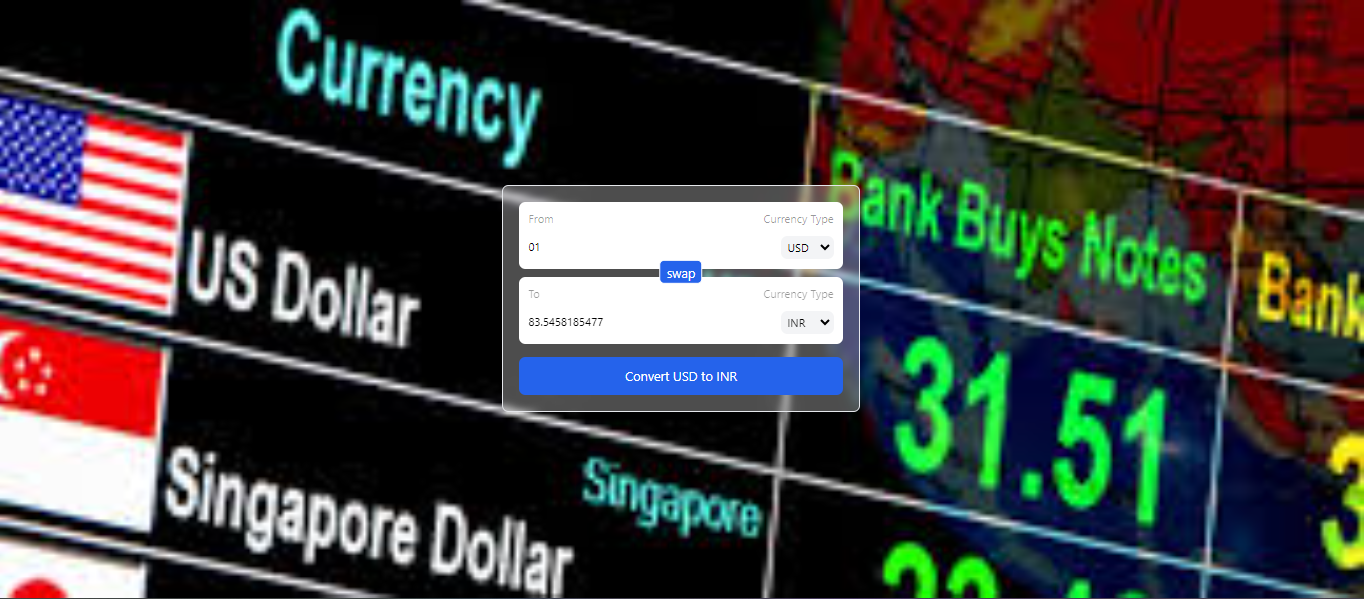 Currency
Bank Buys Notes
Bank
US Dollar
31.51
Singapore Dollar
Singapore
From
Currency Type
01
USD
swap
To
Currency Type
83.5458185477
INR
Convert USD to INR